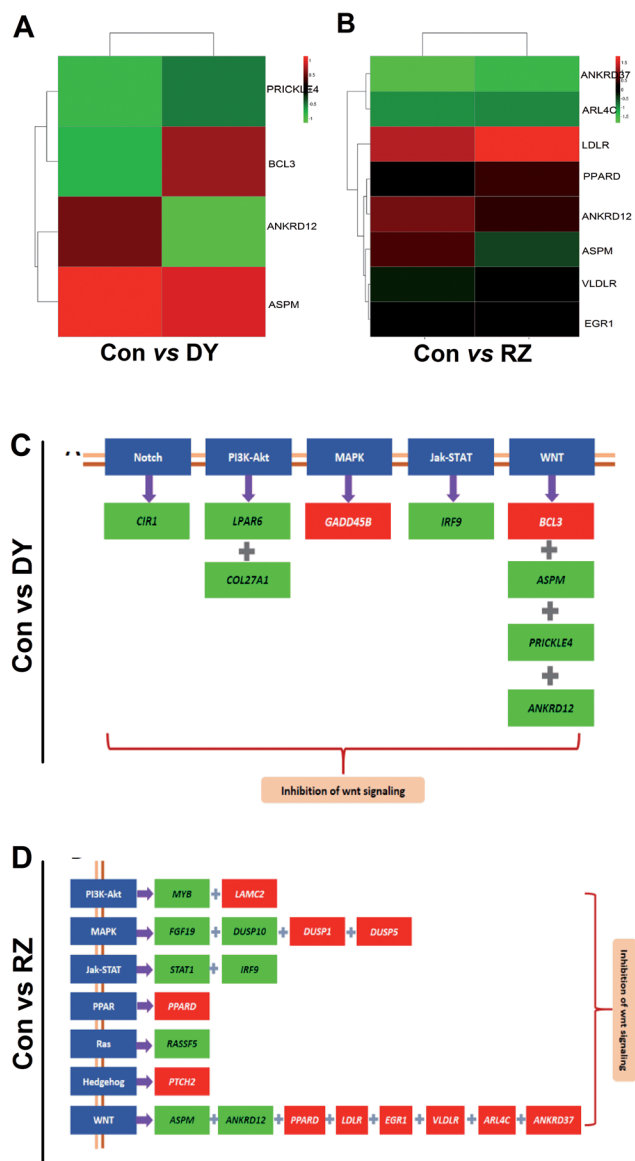 A
PRICKLE4
BCL3
ANKRD12
ASPM
Con vs DY
B
ANKRD37
ARL4C
LDLR
PPARD
ANKRD12
ASPM
VLDLR
EGR1
Con vs RZ
C
Con vs DY
Notch PI3K-Akt MAPK Jak-STAT WNT
CIR1 LPAR6 GADD45B IRF9 BCL3
COL27A1 ASPM
PRICKLE4
ANKRD12
Inhibition of wnt signaling
D
Con vs RZ
PI3K-Akt MYB + LAMC2
MAPK FGF19 + DUSP10 + DUSP1 + DUSP5
Jak-STAT STAT1 + IRF9
PPAR PPARD
Ras RASSF5
Hedgehog PTCH2
WNT ASPM + ANKRD12 + PPARD + LDLR + EGR1 + VLDLR + ARL4C + ANKRD37
Inhibition of wnt signaling